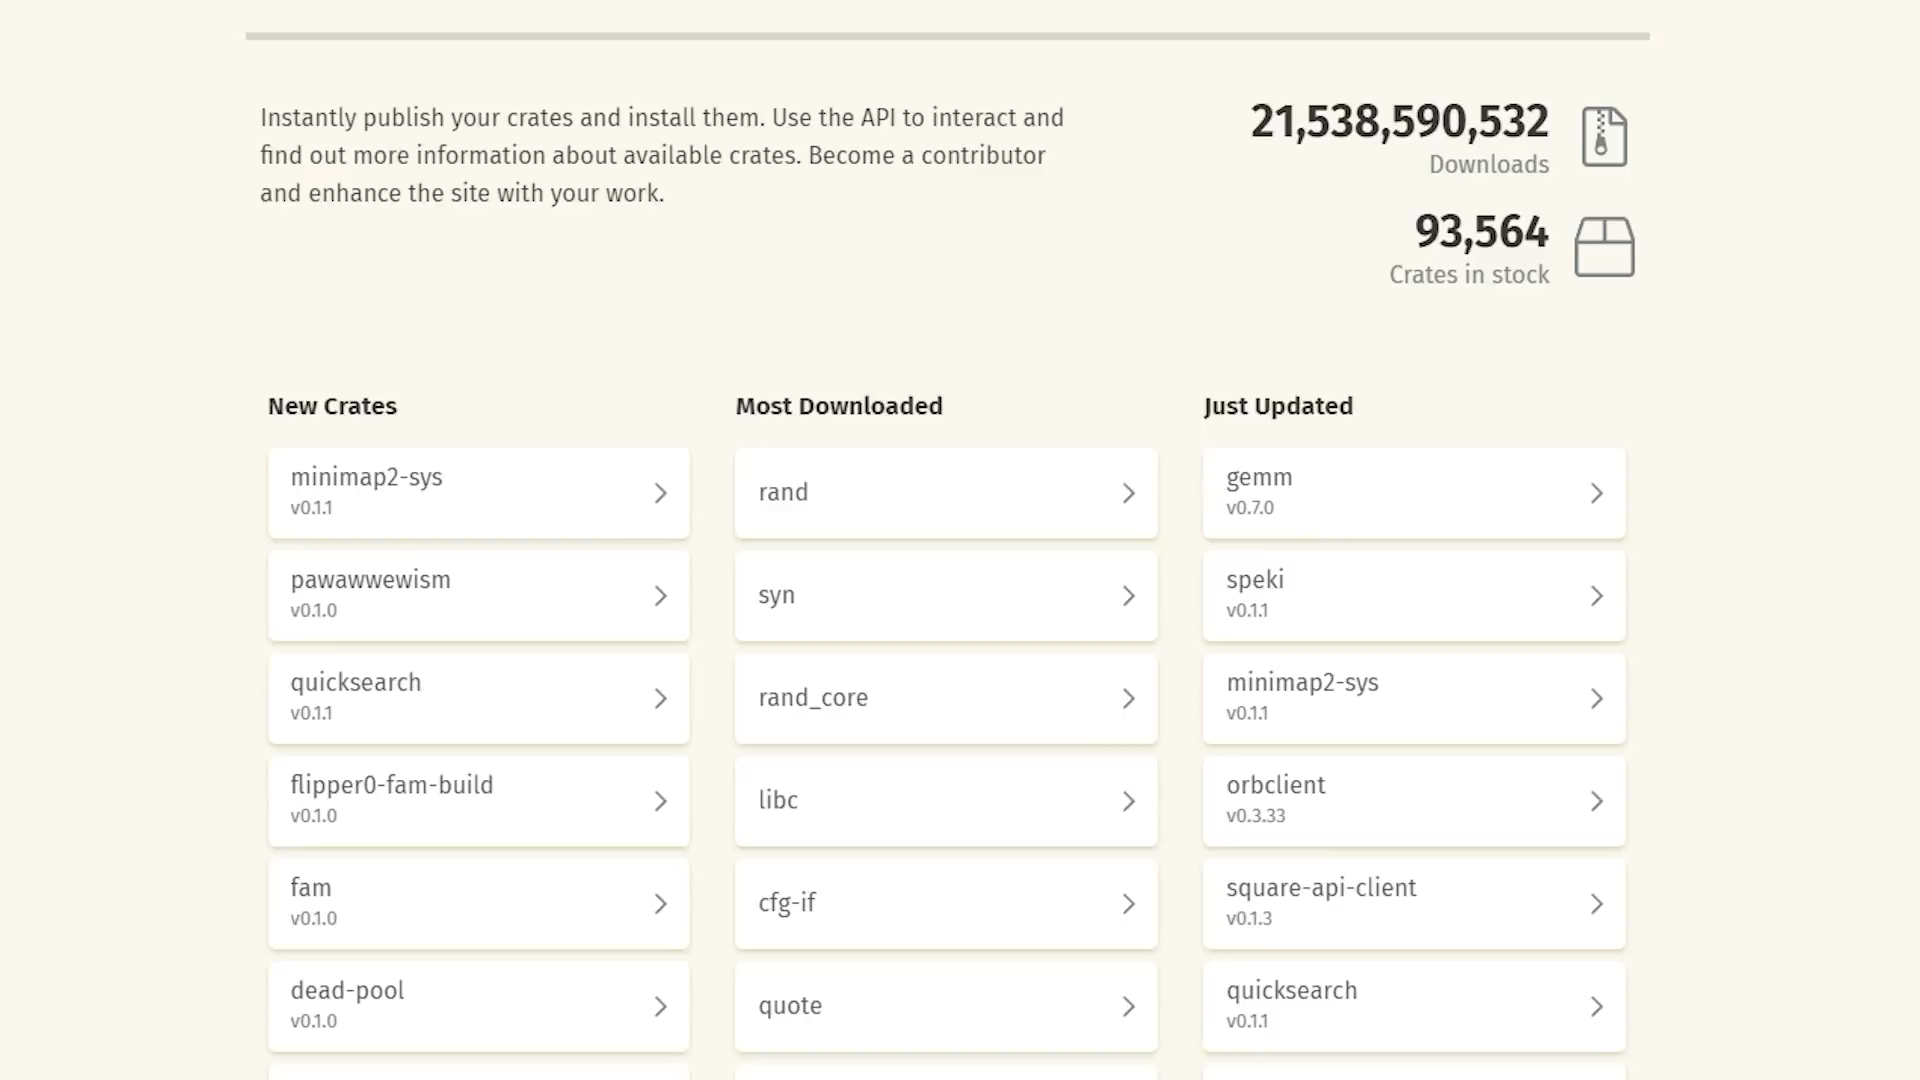 Instantly publish your crates and install them. Use the API to interact and
find out more information about available crates. Become a contributor
and enhance the site with your work.
21,538,590,532
Downloads
93,564
Crates in stock
New Crates
minimap2-sys
v0.1.1
pawawwewism
v0.1.0
quicksearch
v0.1.1
flipper0-fam-build
v0.1.0
fam
v0.1.0
dead-pool
v0.1.0
Most Downloaded
rand
syn
rand_core
libc
cfg-if
quote
Just Updated
gemm
v0.7.0
speki
v0.1.1
minimap2-sys
v0.1.1
orbclient
v0.3.33
square-api-client
v0.1.3
quicksearch
v0.1.1